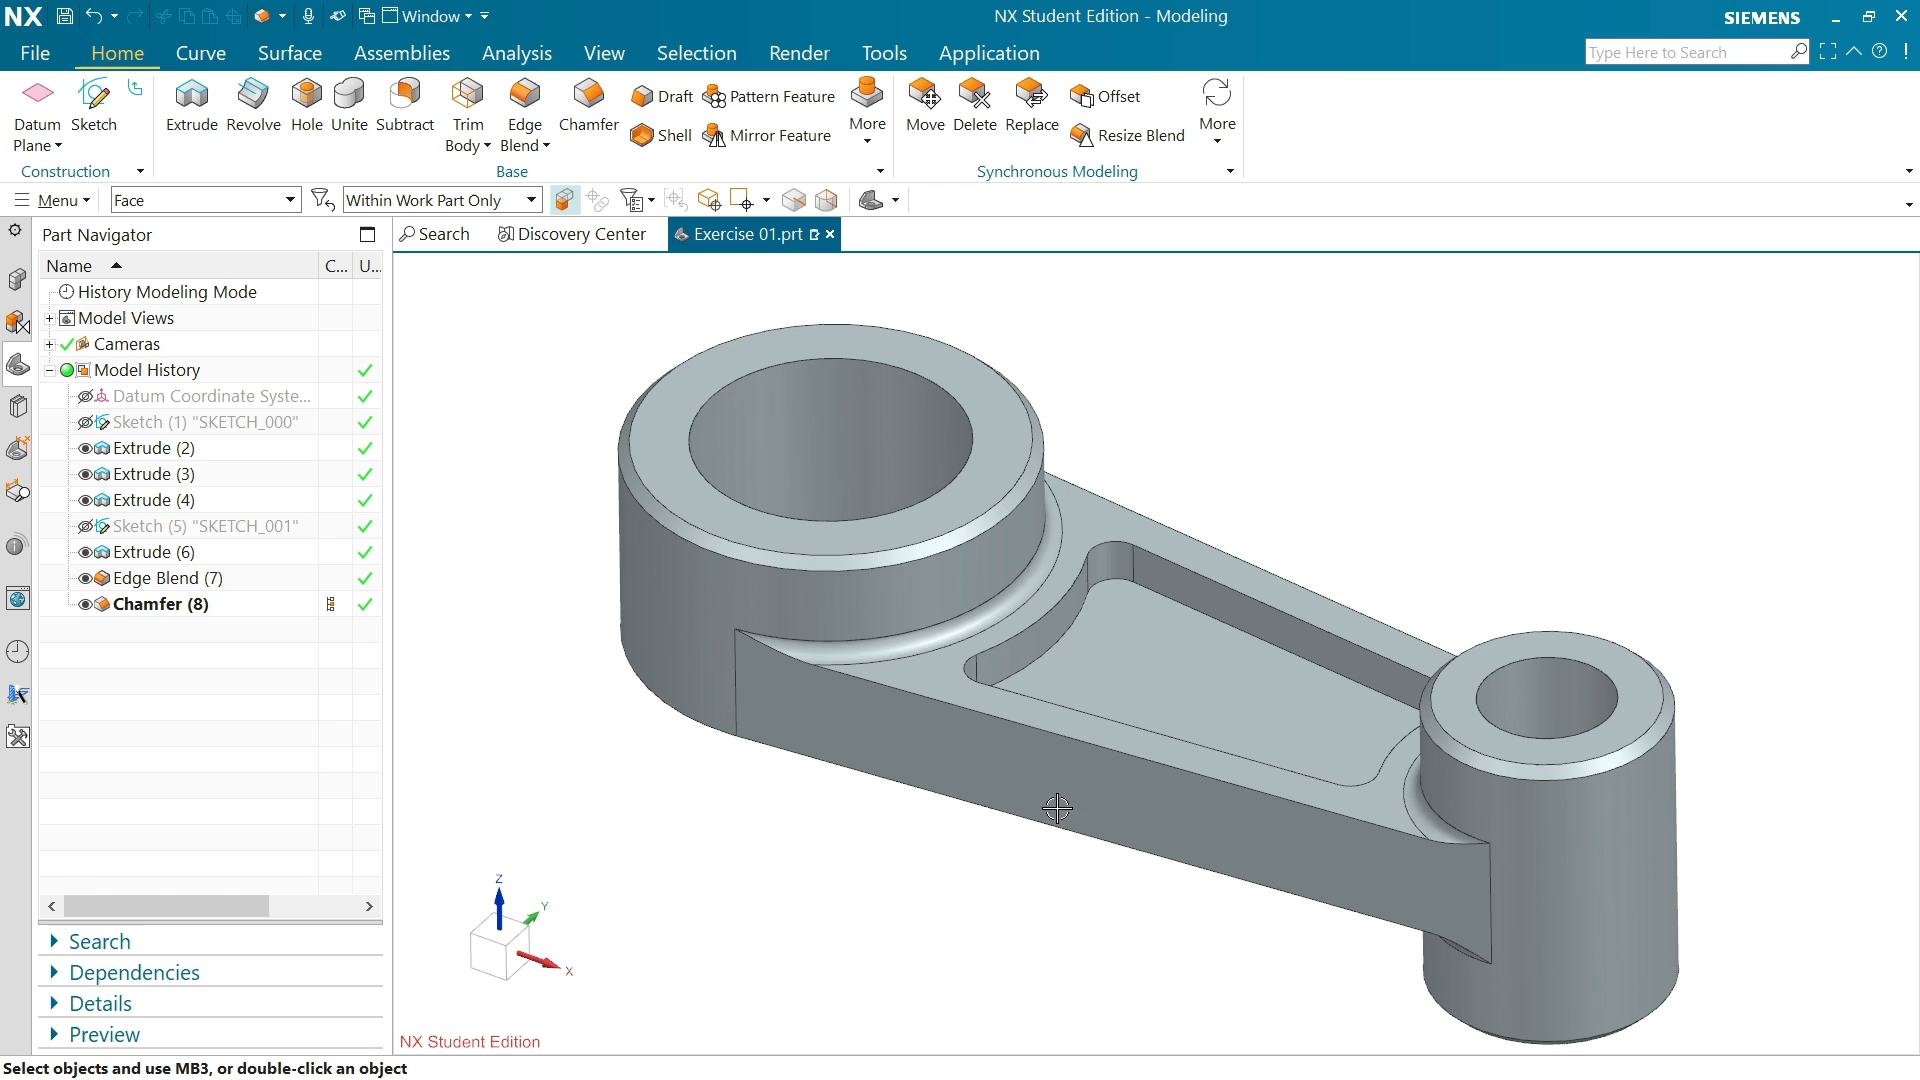 NX
Window
NX Student Edition - Modeling
SIEMENS
File
Home
Curve
Surface
Assemblies
Analysis
View
Selection
Render
Tools
Application
Type Here to Search
Datum
Plane
Sketch
Extrude
Revolve
Hole
Unite
Subtract
Trim
Body
Edge
Blend
Chamfer
Draft
Shell
Pattern Feature
Mirror Feature
More
Move
Delete
Replace
Offset
Resize Blend
More
Construction
Base
Synchronous Modeling
Menu
Face
Within Work Part Only
Part Navigator
Search
Discovery Center
Exercise 01.prt
Name
C...
U...
History Modeling Mode
Model Views
Cameras
Model History
Datum Coordinate Syste...
Sketch (1) "SKETCH_000"
Extrude (2)
Extrude (3)
Extrude (4)
Sketch (5) "SKETCH_001"
Extrude (6)
Edge Blend (7)
Chamfer (8)
Search
Dependencies
Details
Preview
Z
Y
X
NX Student Edition
Select objects and use MB3, or double-click an object